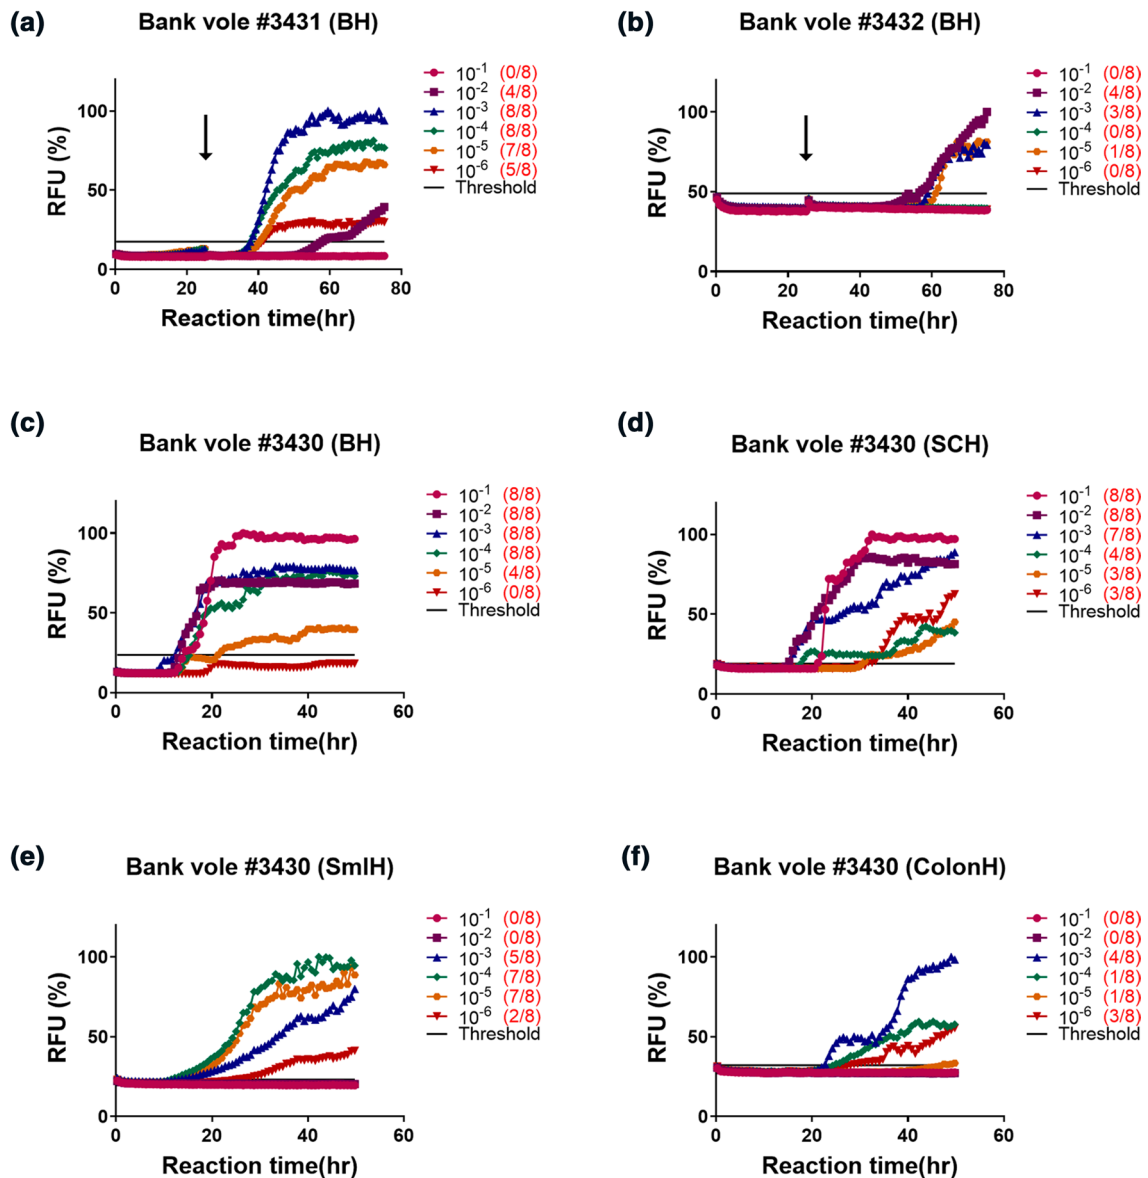 (a) Bank vole #3431 (BH)
RFU (%)
100
50
0
0 20 40 60 80
Reaction time(hr)
10-1 (0/8)
10-2 (4/8)
10-3 (8/8)
10-4 (8/8)
10-5 (7/8)
10-6 (5/8)
Threshold
(b) Bank vole #3432 (BH)
RFU (%)
100
50
0
0 20 40 60 80
Reaction time(hr)
10-1 (0/8)
10-2 (4/8)
10-3 (3/8)
10-4 (0/8)
10-5 (1/8)
10-6 (0/8)
Threshold
(c) Bank vole #3430 (BH)
RFU (%)
100
50
0
0 20 40 60
Reaction time(hr)
10-1 (8/8)
10-2 (8/8)
10-3 (8/8)
10-4 (8/8)
10-5 (4/8)
10-6 (0/8)
Threshold
(d) Bank vole #3430 (SCH)
RFU (%)
100
50
0
0 20 40 60
Reaction time(hr)
10-1 (8/8)
10-2 (8/8)
10-3 (7/8)
10-4 (4/8)
10-5 (3/8)
10-6 (3/8)
Threshold
(e) Bank vole #3430 (SmIH)
RFU (%)
100
50
0
0 20 40 60
Reaction time(hr)
10-1 (0/8)
10-2 (0/8)
10-3 (5/8)
10-4 (7/8)
10-5 (7/8)
10-6 (2/8)
Threshold
(f) Bank vole #3430 (ColonH)
RFU (%)
100
50
0
0 20 40 60
Reaction time(hr)
10-1 (0/8)
10-2 (0/8)
10-3 (4/8)
10-4 (1/8)
10-5 (1/8)
10-6 (3/8)
Threshold